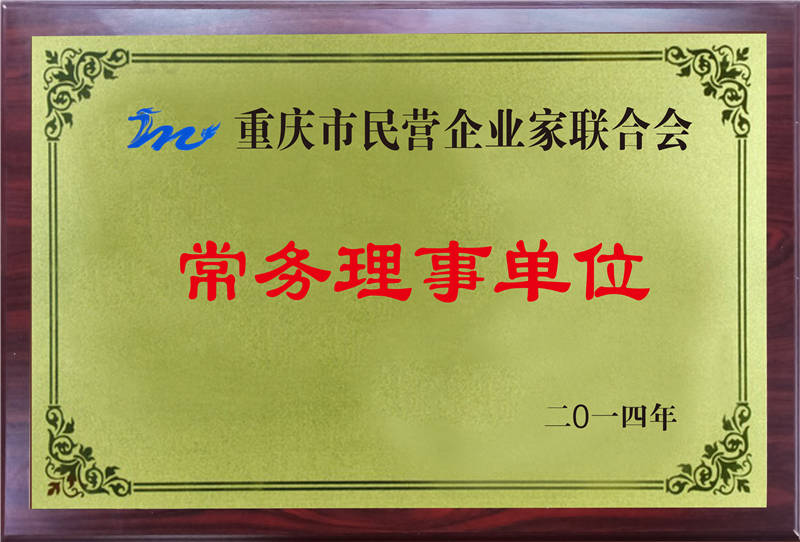 重庆市民营企业家联合会
常务理事单位
二0一四年